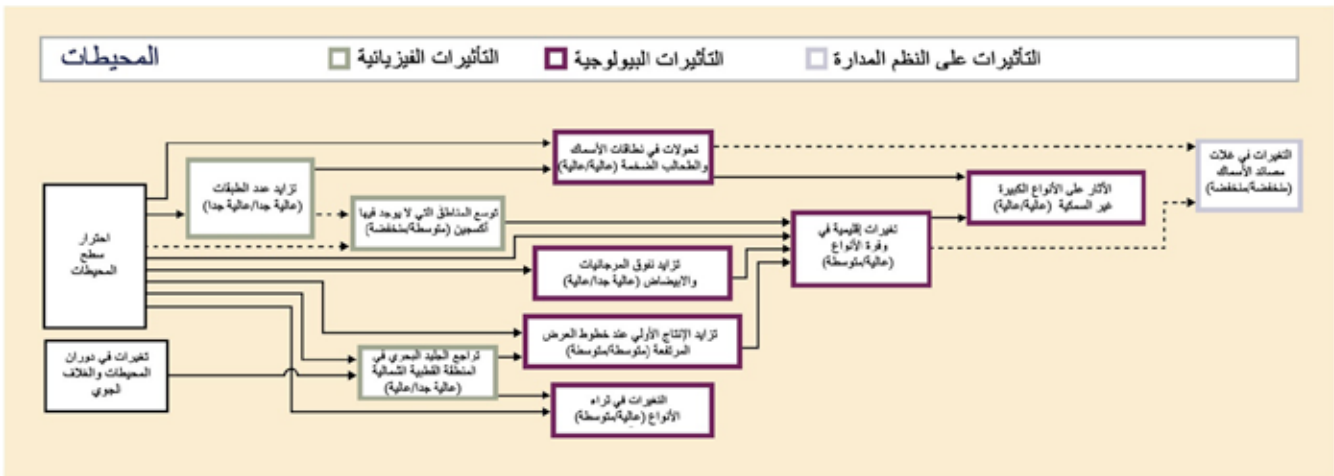 المحيطات
التأثيرات الفيزيائية
التأثيرات البيولوجية
التأثيرات على النظم المدارة
احترار
سطح
المحيطات
تغيرات في دوران
المحيطات والغلاف
الجوي
تزايد عدد الطبقات
(عالية جدا/عالية جدا)
توسع المناطق التي لا يوجد فيها
أكسجين (متوسطة/منخفضة)
تراجع الجليد البحري في
المنطقة القطبية الشمالية
(عالية جدا/عالية)
تحولات في نطاقات الأسماك
والطحالب الضخمة (عالية/عالية)
تزايد نفوق المرجانيات
والابيضاض (عالية جدا/عالية)
تزايد الإنتاج الأولي عند خطوط العرض
المرتفعة (متوسطة/متوسطة)
التغيرات في ثراء
الأنواع (عالية/متوسطة)
تغيرات إقليمية في
وفرة الأنواع
(عالية/متوسطة)
الآثار على الأنواع الكبيرة
غير السمكية (عالية/عالية)
التغيرات في غلات
مصائد الأسماك
(منخفضة/منخفضة)